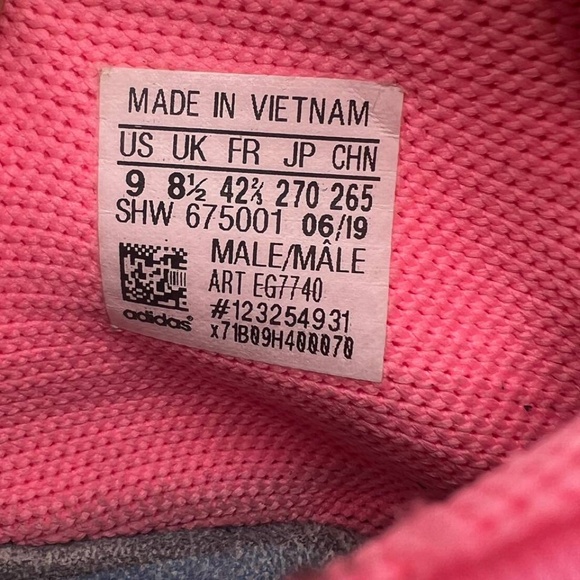 MADE IN VIETNAM
US UK FR JP CHN
9 8½ 42⅔ 270 265
SHW 675001 06/19
MALE/MÂLE
ART EG7740
#123254931
adidas
x71B09H400070